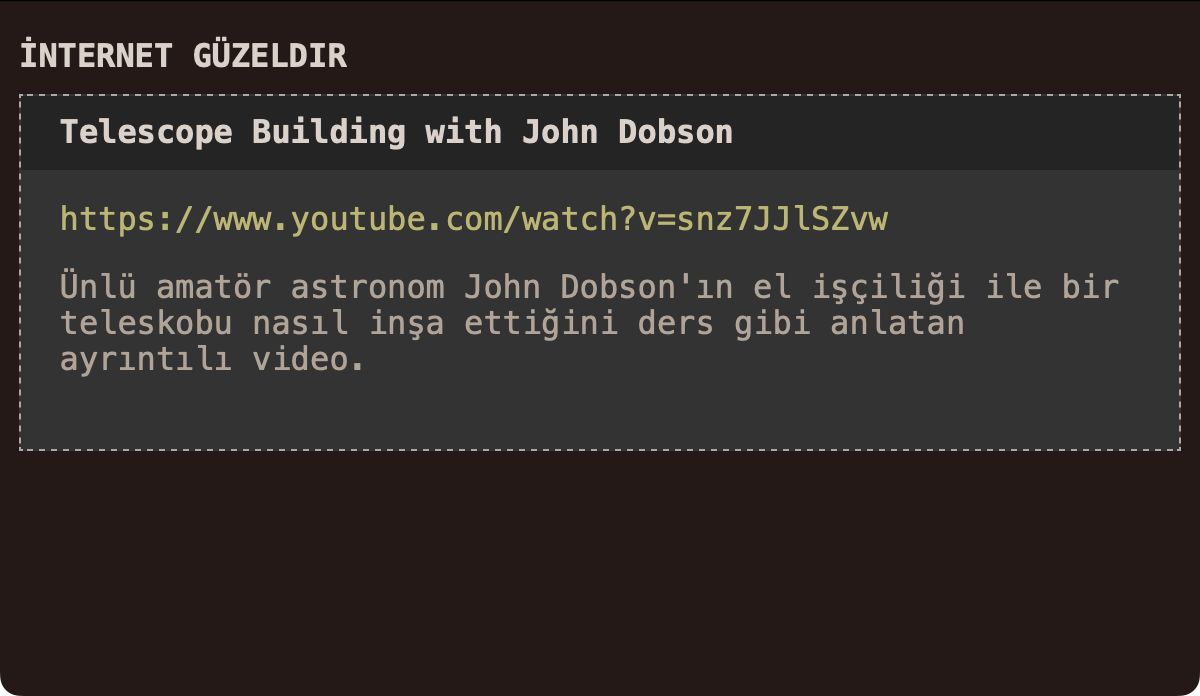 İNTERNET GÜZELDIR
Telescope Building with John Dobson
https://www.youtube.com/watch?v=snz7JJlSZvw
Ünlü amatör astronom John Dobson'ın el işçiliği ile bir
teleskobu nasıl inşa ettiğini ders gibi anlatan
ayrıntılı video.